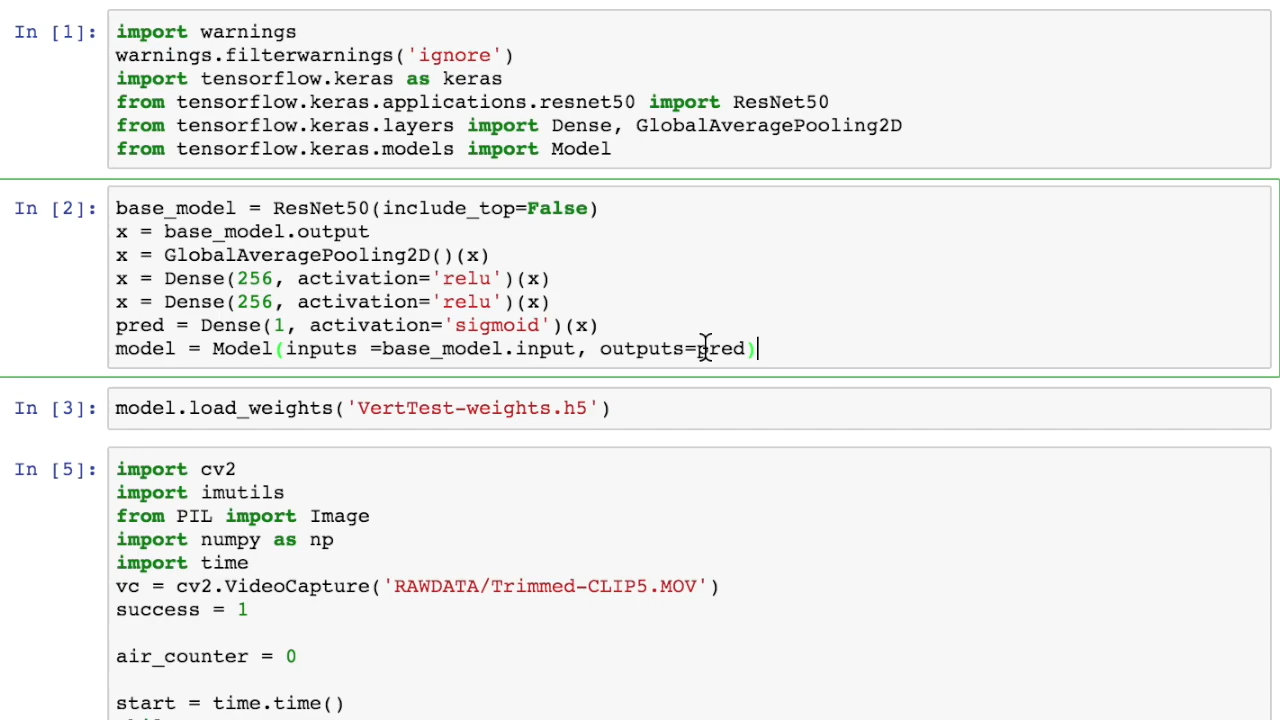 In [1]:
import warnings
warnings.filterwarnings('ignore')
import tensorflow.keras as keras
from tensorflow.keras.applications.resnet50 import ResNet50
from tensorflow.keras.layers import Dense, GlobalAveragePooling2D
from tensorflow.keras.models import Model
In [2]:
base_model = ResNet50(include_top=False)
x = base_model.output
x = GlobalAveragePooling2D()(x)
x = Dense(256, activation='relu')(x)
x = Dense(256, activation='relu')(x)
pred = Dense(1, activation='sigmoid')(x)
model = Model(inputs =base_model.input, outputs=pred)
In [3]:
model.load_weights('VertTest-weights.h5')
In [5]:
import cv2
import imutils
from PIL import Image
import numpy as np
import time
vc = cv2.VideoCapture('RAWDATA/Trimmed-CLIP5.MOV')
success = 1
air_counter = 0
start = time.time()